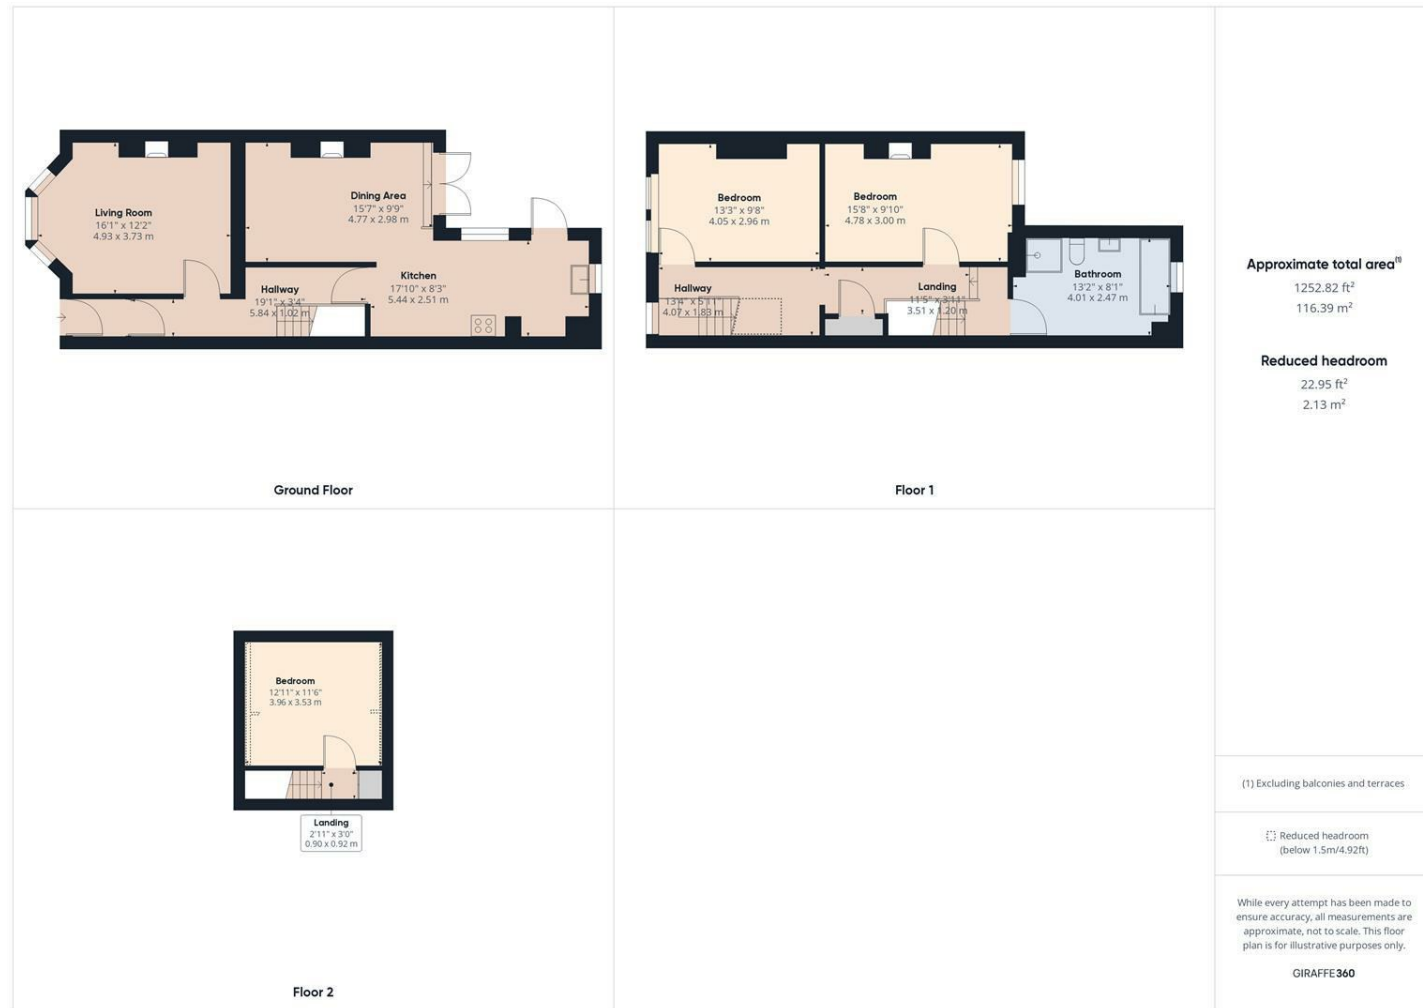 Living Room
16'1" x 12'2"
4.93 x 3.73 m
Dining Area
15'7" x 9'9"
4.77 x 2.98 m
Hallway
19'1" x 3'4"
5.84 x 1.02 m
Kitchen
17'10" x 8'3"
5.44 x 2.51 m
Ground Floor
Bedroom
13'3" x 9'8"
4.05 x 2.96 m
Bedroom
15'8" x 9'10"
4.78 x 3.00 m
Hallway
13'4" x 5'11"
4.07 x 1.83 m
Landing
11'5" x 3'11"
3.51 x 1.20 m
Bathroom
13'2" x 8'1"
4.01 x 2.47 m
Floor 1
Bedroom
12'11" x 11'6"
3.96 x 3.53 m
Landing
2'11" x 3'0"
0.90 x 0.92 m
Floor 2
Approximate total area⁽¹⁾
1252.82 ft²
116.39 m²
Reduced headroom
22.95 ft²
2.13 m²
(1) Excluding balconies and terraces
Reduced headroom
(below 1.5m/4.92ft)
While every attempt has been made to
ensure accuracy, all measurements are
approximate, not to scale. This floor
plan is for illustrative purposes only.
GIRAFFE360